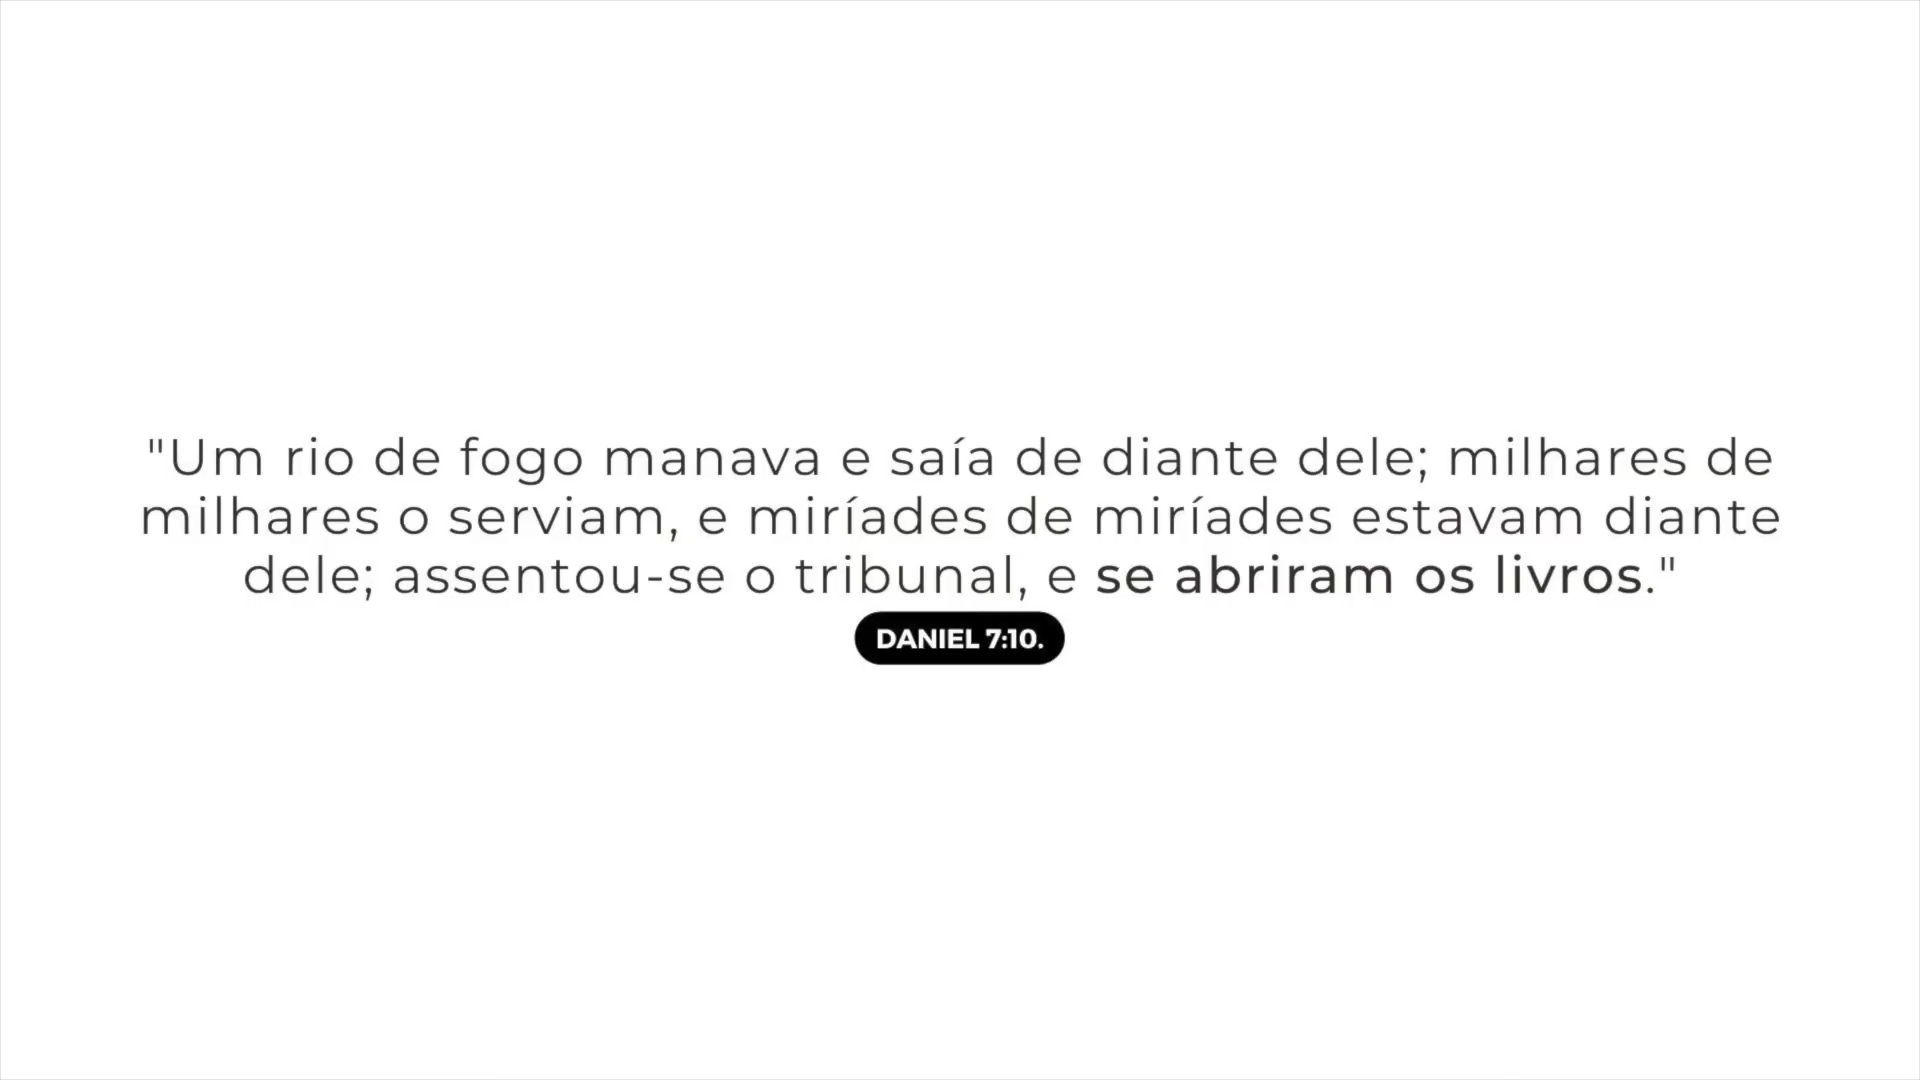 "Um rio de fogo manava e saía de diante dele; milhares de
milhares o serviam, e miríades de miríades estavam diante
dele; assentou-se o tribunal, e se abriram os livros."
DANIEL 7:10.